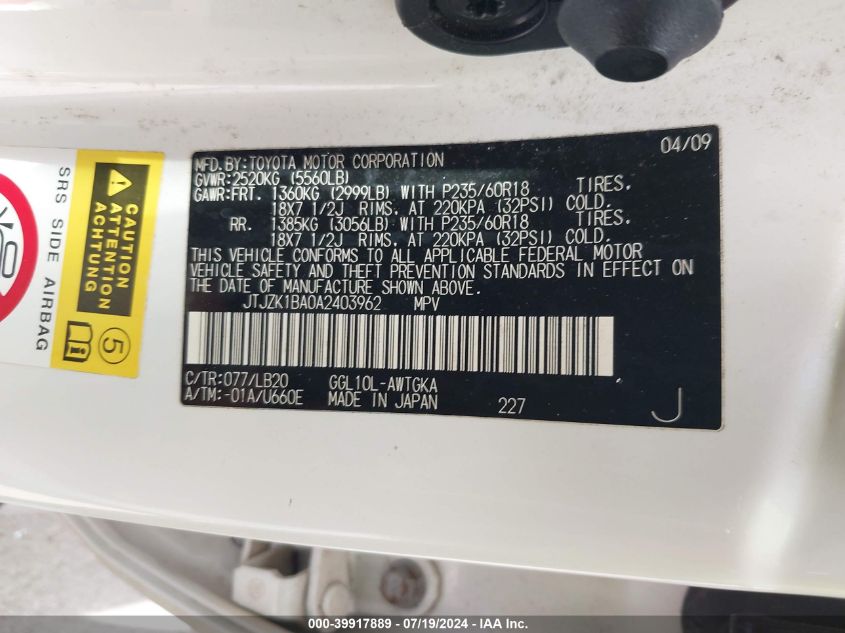 04/09
MFD.BY:TOYOTA MOTOR CORPORATION
GVWR:2520KG (5560LB)
GAWR:FRT. 1360KG (2999LB) WITH P235/60R18 TIRES.
18X7 1/2J RIMS. AT 220KPA (32PSI) COLD.
RR. 1385KG (3056LB) WITH P235/60R18 TIRES.
18X7 1/2J RIMS. AT 220KPA (32PSI) COLD.
THIS VEHICLE CONFORMS TO ALL APPLICABLE FEDERAL MOTOR
VEHICLE SAFETY AND THEFT PREVENTION STANDARDS IN EFFECT ON
THE DATE OF MANUFACTURE SHOWN ABOVE.
JTJZK1BA0A2403962 MPV
C/TR:077/LB20 GGL10L-AWTGKA
A/TM:-01A/U660E MADE IN JAPAN 227
J
SRS SIDE AIRBAG
CAUTION
ATTENTION
ACHTUNG
5
000-39917889 - 07/19/2024 - IAA Inc.